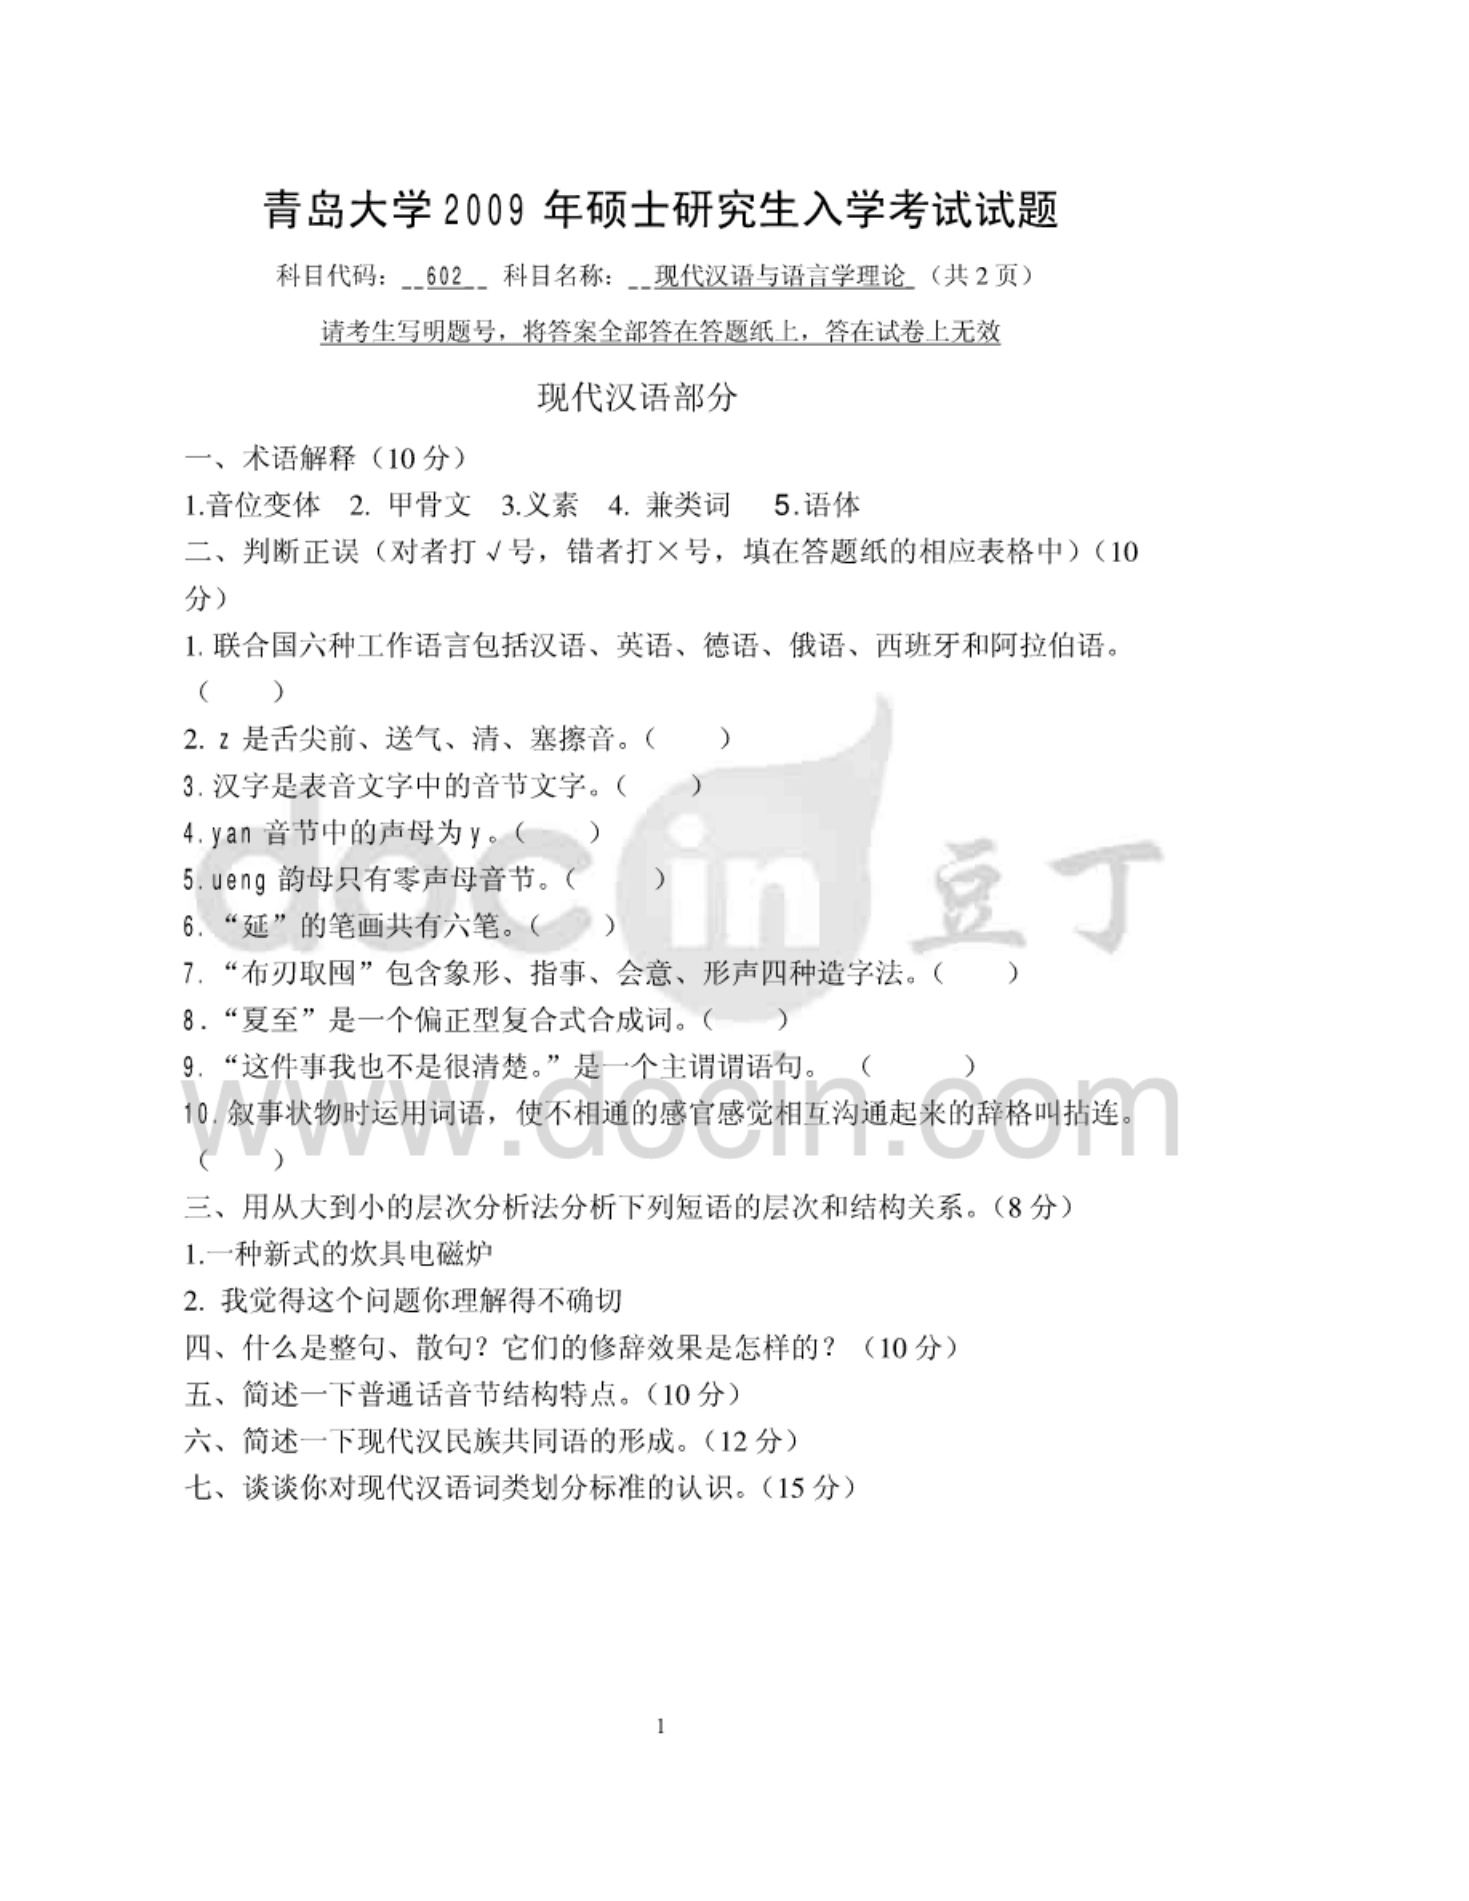 青岛大学2009 年硕士研究生入学考试试题
科目代码：__602__ 科目名称：__现代汉语与语言学理论_（共 2 页）
请考生写明题号，将答案全部答在答题纸上，答在试卷上无效
现代汉语部分
一、术语解释（10 分）
1.音位变体 2. 甲骨文 3.义素 4. 兼类词 5.语体
二、判断正误（对者打√号，错者打×号，填在答题纸的相应表格中）（10
分）
1. 联合国六种工作语言包括汉语、英语、德语、俄语、西班牙和阿拉伯语。
（ ）
2. z 是舌尖前、送气、清、塞擦音。（ ）
3. 汉字是表音文字中的音节文字。（ ）
4.yan 音节中的声母为 y。（ ）
5.ueng 韵母只有零声母音节。（ ）
6. “延”的笔画共有六笔。（ ）
7. “布刃取囤”包含象形、指事、会意、形声四种造字法。（ ）
8.“夏至”是一个偏正型复合式合成词。（ ）
9. “这件事我也不是很清楚。”是一个主谓谓语句。 （ ）
10.叙事状物时运用词语，使不相通的感官感觉相互沟通起来的辞格叫拈连。
（ ）
三、用从大到小的层次分析法分析下列短语的层次和结构关系。（8 分）
1.一种新式的炊具电磁炉
2. 我觉得这个问题你理解得不确切
四、什么是整句、散句？它们的修辞效果是怎样的？（10 分）
五、简述一下普通话音节结构特点。（10 分）
六、简述一下现代汉民族共同语的形成。（12 分）
七、谈谈你对现代汉语词类划分标准的认识。（15 分）
1
docin 豆丁
www.docin.com